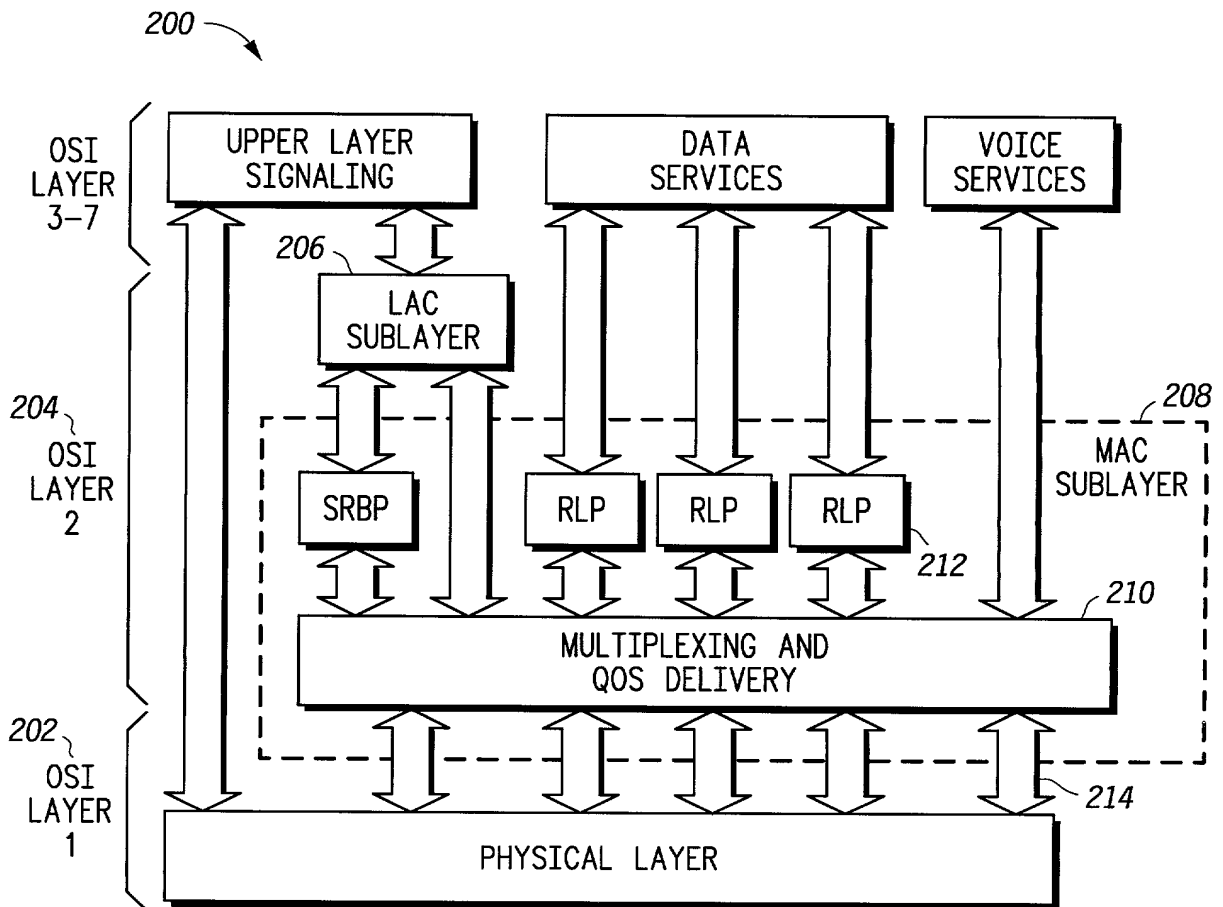 200
OSI
LAYER
3-7
UPPER LAYER
SIGNALING
DATA
SERVICES
VOICE
SERVICES
206
LAC
SUBLAYER
204
OSI
LAYER
2
208
MAC
SUBLAYER
SRBP
RLP
RLP
RLP
212
210
MULTIPLEXING AND
QOS DELIVERY
202
OSI
LAYER
1
214
PHYSICAL LAYER